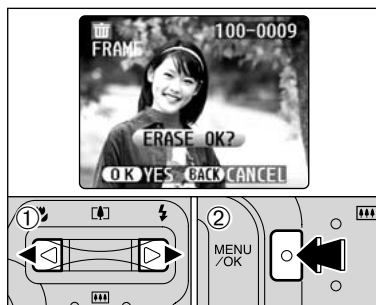 100-0009
FRAME
ERASE OK?
OK YES BACK CANCEL
①
②
MENU
/OK